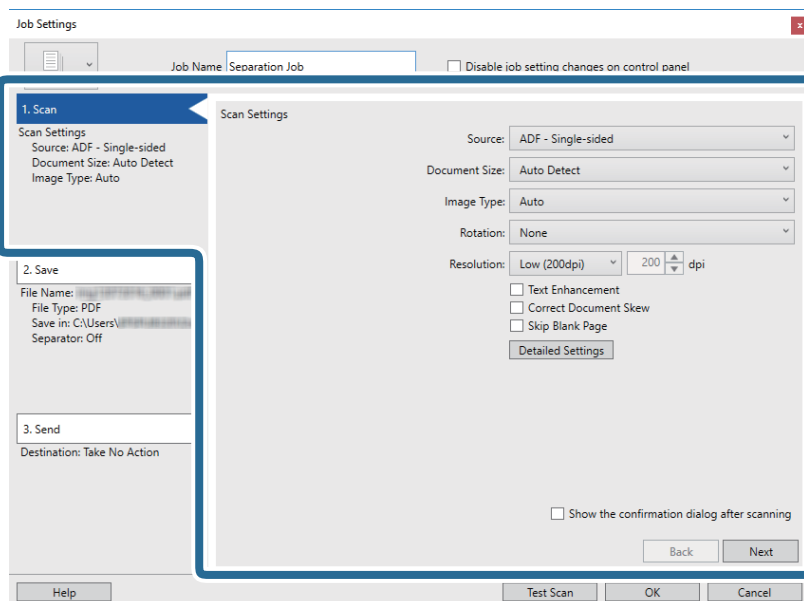 Job Settings
x
Job Name Separation Job Disable job setting changes on control panel
1. Scan
Scan Settings
Source: ADF - Single-sided
Document Size: Auto Detect
Image Type: Auto
2. Save
File Name:
File Type: PDF
Save in: C:\Users\
Separator: Off
3. Send
Destination: Take No Action
Scan Settings
Source: ADF - Single-sided
Document Size: Auto Detect
Image Type: Auto
Rotation: None
Resolution: Low (200dpi) 200 dpi
Text Enhancement
Correct Document Skew
Skip Blank Page
Detailed Settings
Show the confirmation dialog after scanning
Back Next
Help Test Scan OK Cancel